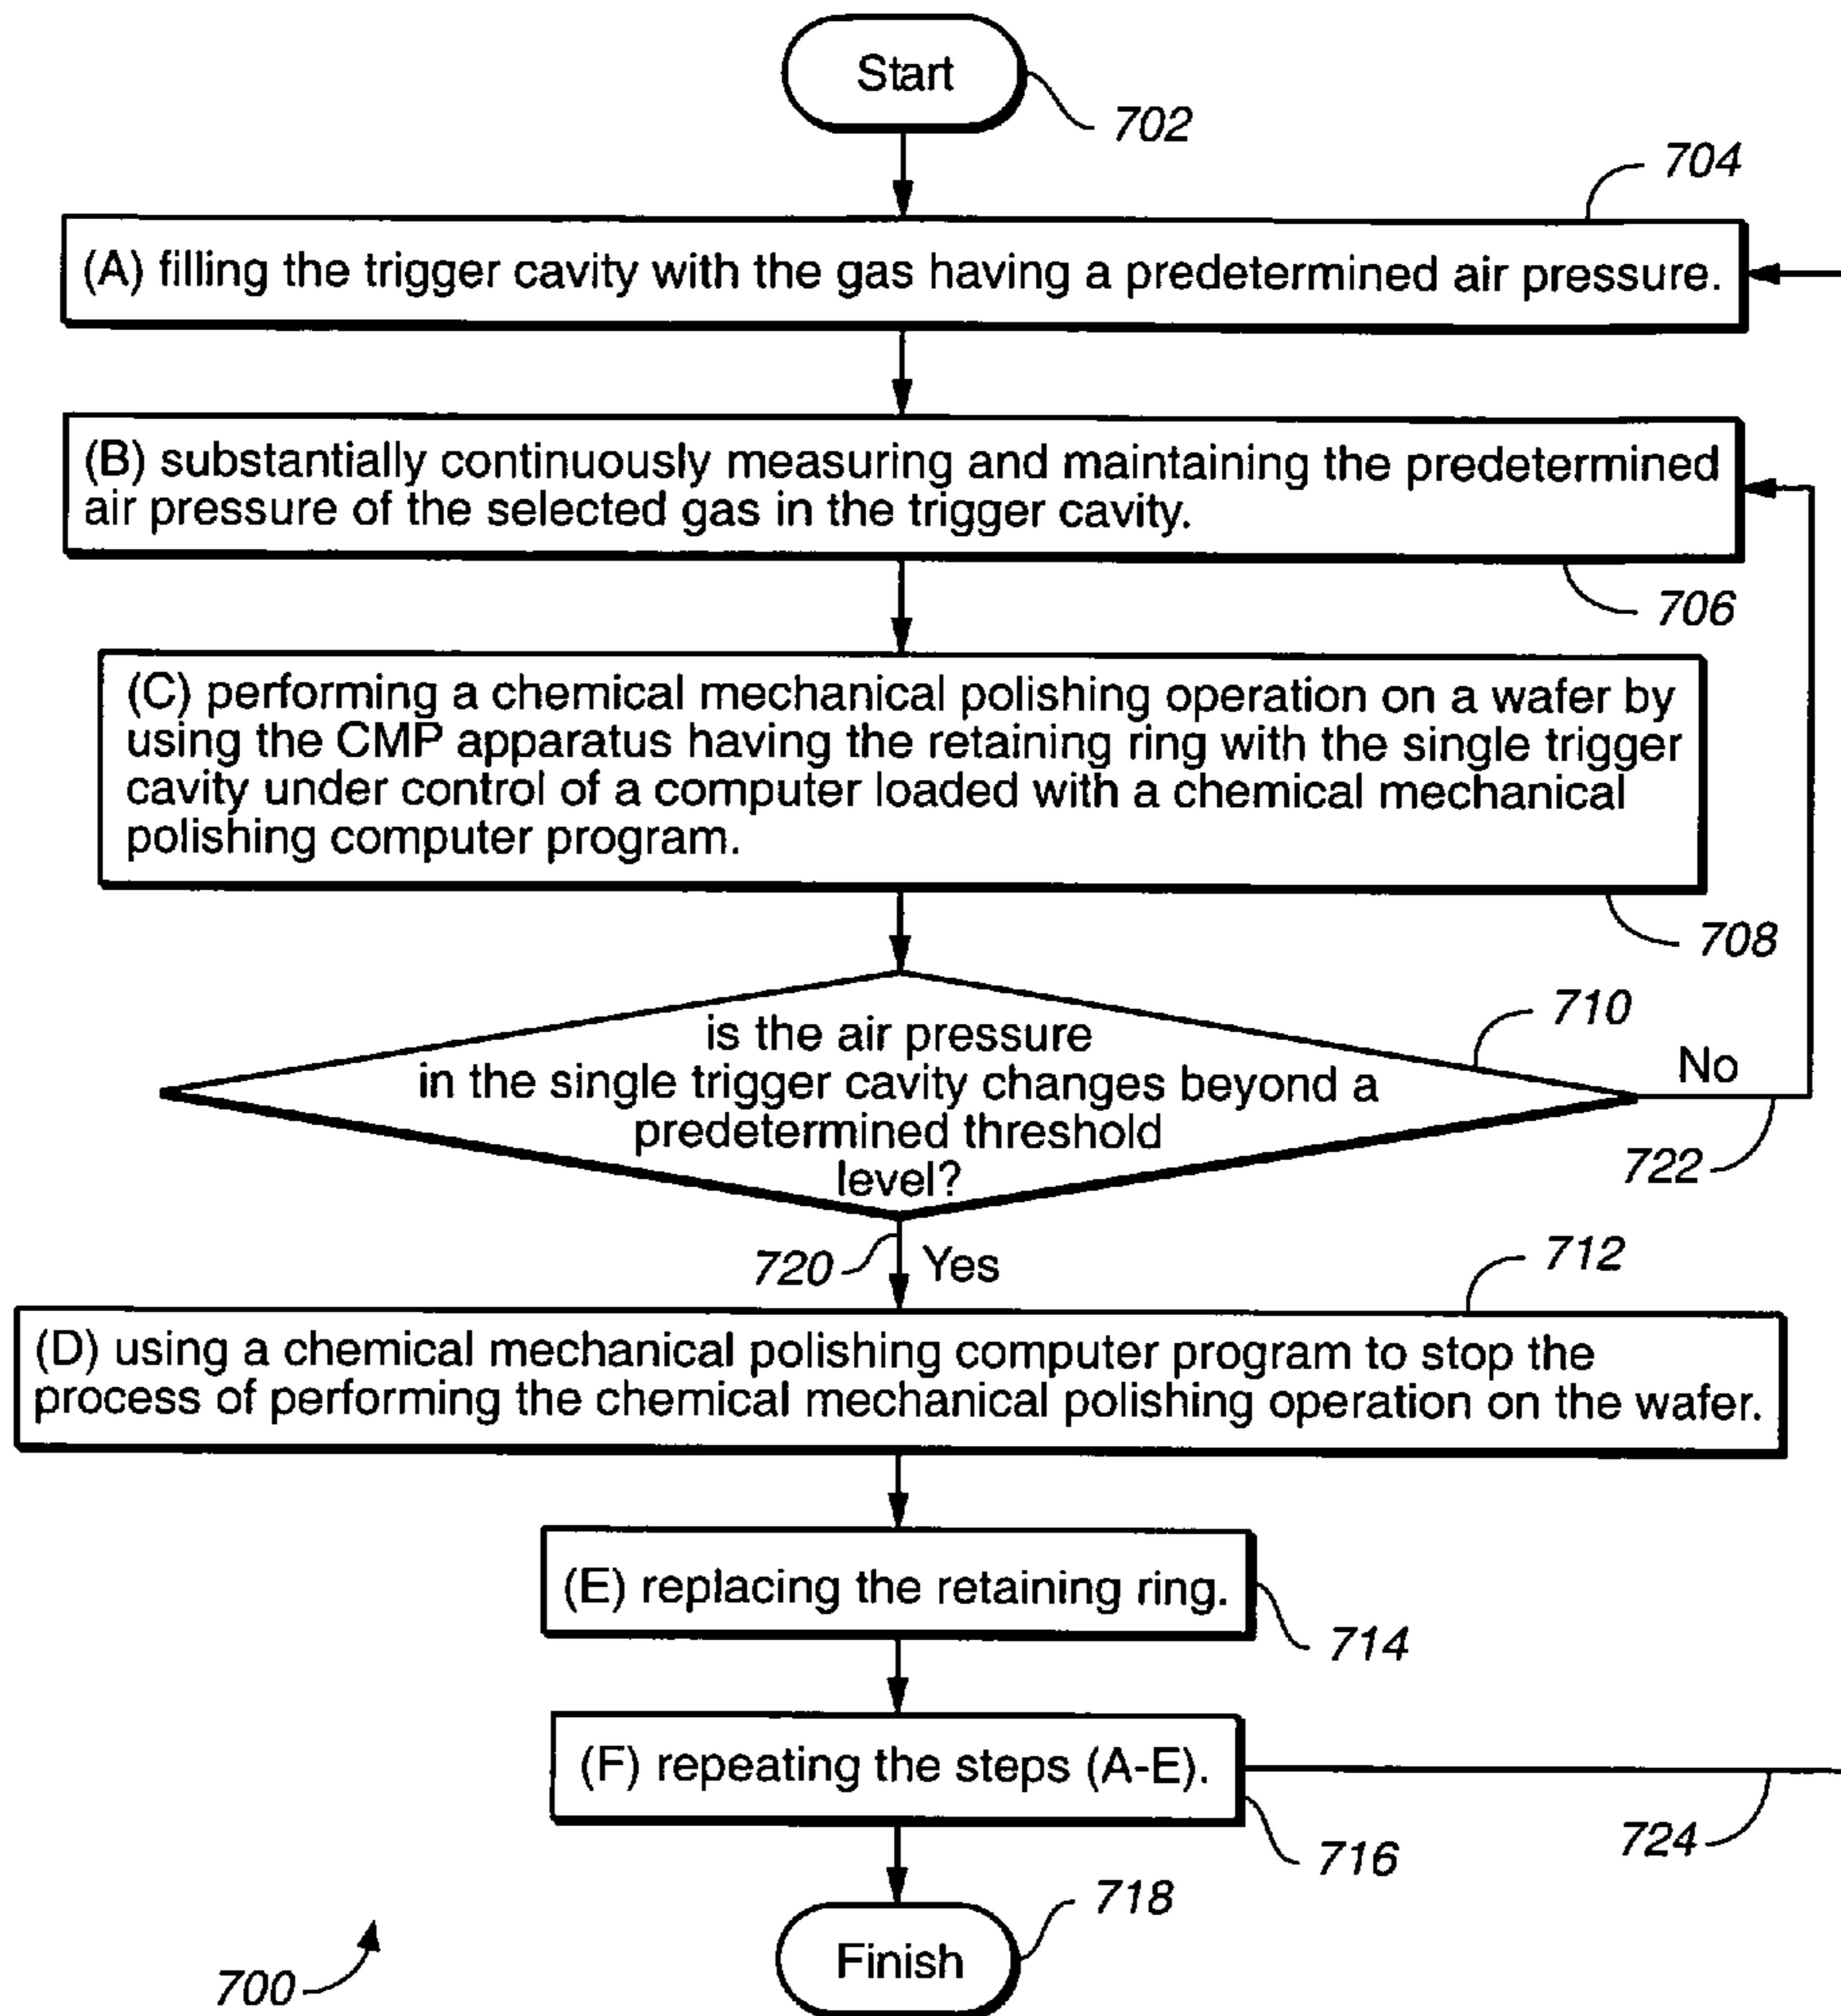 Start
702
704
(A) filling the trigger cavity with the gas having a predetermined air pressure.
(B) substantially continuously measuring and maintaining the predetermined
air pressure of the selected gas in the trigger cavity.
706
(C) performing a chemical mechanical polishing operation on a wafer by
using the CMP apparatus having the retaining ring with the single trigger
cavity under control of a computer loaded with a chemical mechanical
polishing computer program.
708
710
is the air pressure
in the single trigger cavity changes beyond a
predetermined threshold
level?
No
722
720
Yes
712
(D) using a chemical mechanical polishing computer program to stop the
process of performing the chemical mechanical polishing operation on the wafer.
(E) replacing the retaining ring.
714
(F) repeating the steps (A-E).
716
724
718
Finish
700